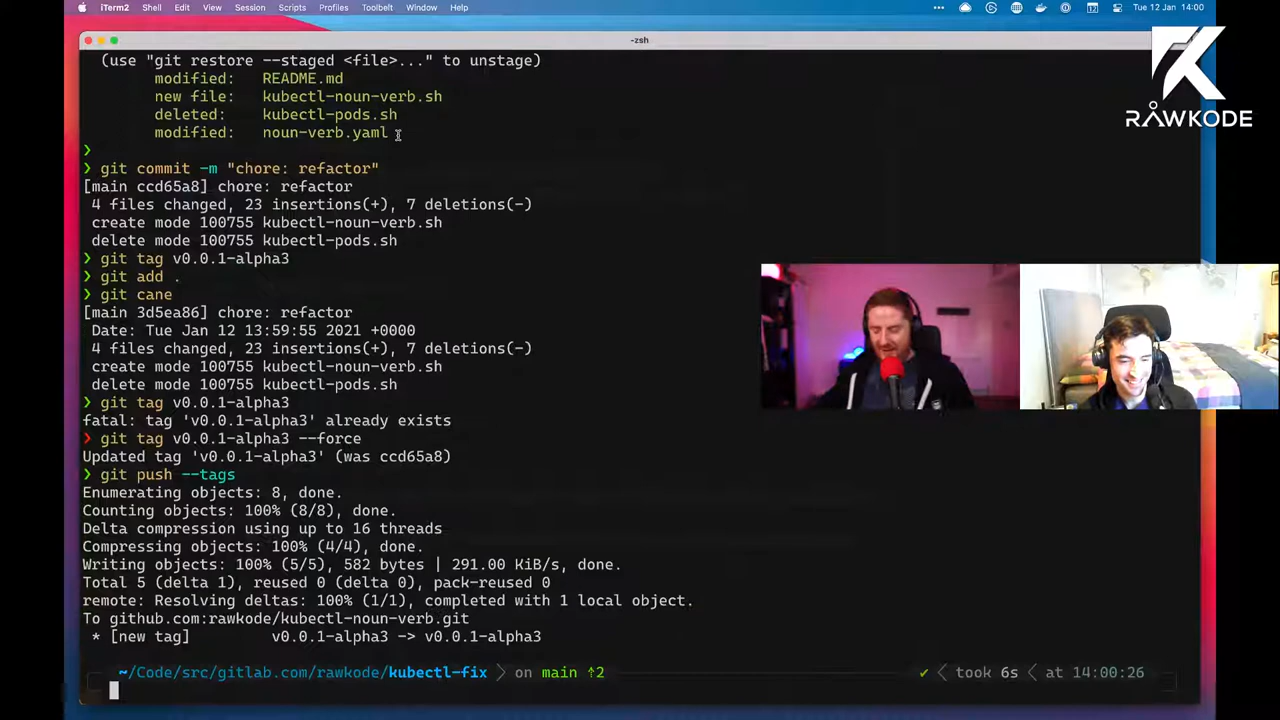 iTerm2 Shell Edit View Session Scripts Profiles Toolbelt Window Help
Tue 12 Jan 14:00
-zsh
(use "git restore --staged <file>..." to unstage)
modified: README.md
new file: kubectl-noun-verb.sh
deleted: kubectl-pods.sh
modified: noun-verb.yaml
❯
❯ git commit -m "chore: refactor"
[main ccd65a8] chore: refactor
4 files changed, 23 insertions(+), 7 deletions(-)
create mode 100755 kubectl-noun-verb.sh
delete mode 100755 kubectl-pods.sh
❯ git tag v0.0.1-alpha3
❯ git add .
❯ git cane
[main 3d5ea86] chore: refactor
Date: Tue Jan 12 13:59:55 2021 +0000
4 files changed, 23 insertions(+), 7 deletions(-)
create mode 100755 kubectl-noun-verb.sh
delete mode 100755 kubectl-pods.sh
❯ git tag v0.0.1-alpha3
fatal: tag 'v0.0.1-alpha3' already exists
❯ git tag v0.0.1-alpha3 --force
Updated tag 'v0.0.1-alpha3' (was ccd65a8)
❯ git push --tags
Enumerating objects: 8, done.
Counting objects: 100% (8/8), done.
Delta compression using up to 16 threads
Compressing objects: 100% (4/4), done.
Writing objects: 100% (5/5), 582 bytes | 291.00 KiB/s, done.
Total 5 (delta 1), reused 0 (delta 0), pack-reused 0
remote: Resolving deltas: 100% (1/1), completed with 1 local object.
To github.com:rawkode/kubectl-noun-verb.git
* [new tag] v0.0.1-alpha3 -> v0.0.1-alpha3
~/Code/src/gitlab.com/rawkode/kubectl-fix on main ⇡2 ✔ took 6s at 14:00:26
RAWKODE